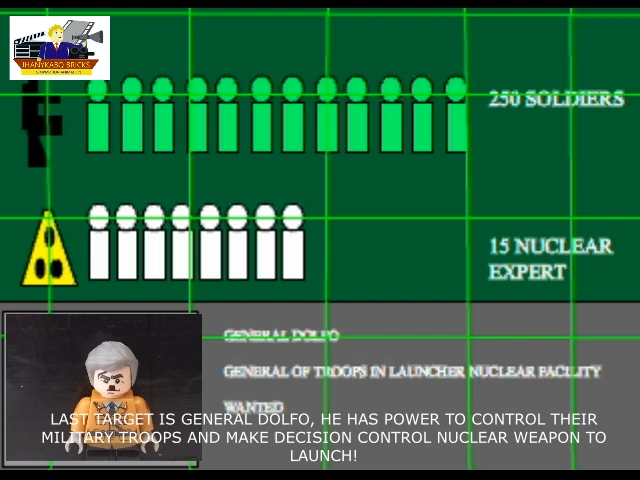 JHANYKABQ BRICKS
250 SOLDIERS
15 NUCLEAR
EXPERT
GENERAL DOLFO
GENERAL OF TROOPS IN LAUNCHER NUCLEAR FACILITY
WANTED
LAST TARGET IS GENERAL DOLFO, HE HAS POWER TO CONTROL THEIR
MILITARY TROOPS AND MAKE DECISION CONTROL NUCLEAR WEAPON TO
LAUNCH!